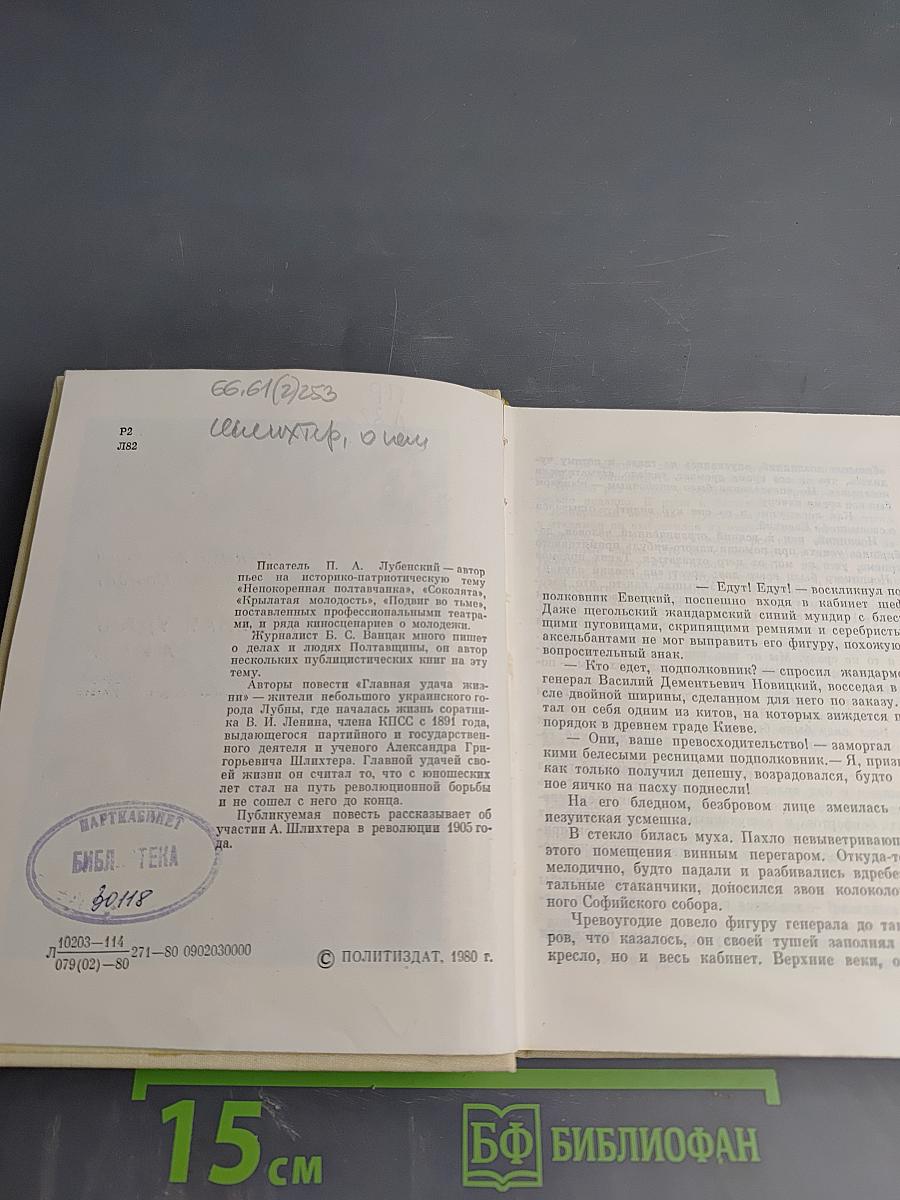 66.61(2)253
Шлихтер, о нем
Р2
Л82
Писатель П. А. Лубенский — автор
пьес на историко-патриотическую тему
«Непокоренная полтавчанка», «Соколята»,
«Крылатая молодость», «Подвиг во тьме»,
поставленных профессиональными театра-
ми, и ряда киносценариев о молодежи.
Журналист Б. С. Ванцак много пишет
о делах и людях Полтавщины, он автор
нескольких публицистических книг на эту
тему.
Авторы повести «Главная удача жиз-
ни» — жители небольшого украинского го-
рода Лубны, где началась жизнь соратни-
ка В. И. Ленина, члена КПСС с 1891 года,
выдающегося партийного и государствен-
ного деятеля и ученого Александра Гри-
горьевича Шлихтера. Главной удачей сво-
ей жизни он считал то, что с юношеских
лет стал на путь революционной борьбы
и не сошел с него до конца.
Публикуемая повесть рассказывает об
участии А. Шлихтера в революции 1905 го-
да.
ПАРТКАБИНЕТ
БИБЛ ТЕКА
30118
Л 10203—114
079(02)—80 271—80 0902030000
© ПОЛИТИЗДАТ, 1980 г.
— Едут! Едут! — воскликнул по
полковник Евецкий, поспешно входя в кабинет ше
Даже щегольский жандармский синий мундир с блест
щими пуговицами, скрипящими ремнями и серебристы
аксельбантами не мог выправить его фигуру, похожую
вопросительный знак.
— Кто едет, подполковник? — спросил жандарм
генерал Василий Дементьевич Новицкий, восседая в
сле двойной ширины, сделанном для него по заказу.
тал он себя одним из китов, на которых зиждется п
порядок в древнем граде Киеве.
— Они, ваше превосходительство! — заморгал
кими белесыми ресницами подполковник.— Я, призн
как только получил депешу, возрадовался, будто
ное яичко на пасху поднесли!
На его бледном, безбровом лице змеилась
иезуитская усмешка.
В стекло билась муха. Пахло невыветривающ
этого помещения винным перегаром. Откуда-т
мелодично, будто падали и разбивались вдребе
тальные стаканчики, доносился звон колоколо
ного Софийского собора.
Чревоугодие довело фигуру генерала до та
ров, что казалось, он своей тушей заполнял
кресло, но и весь кабинет. Верхние веки, о
15 см
БФ БИБЛИОФАН